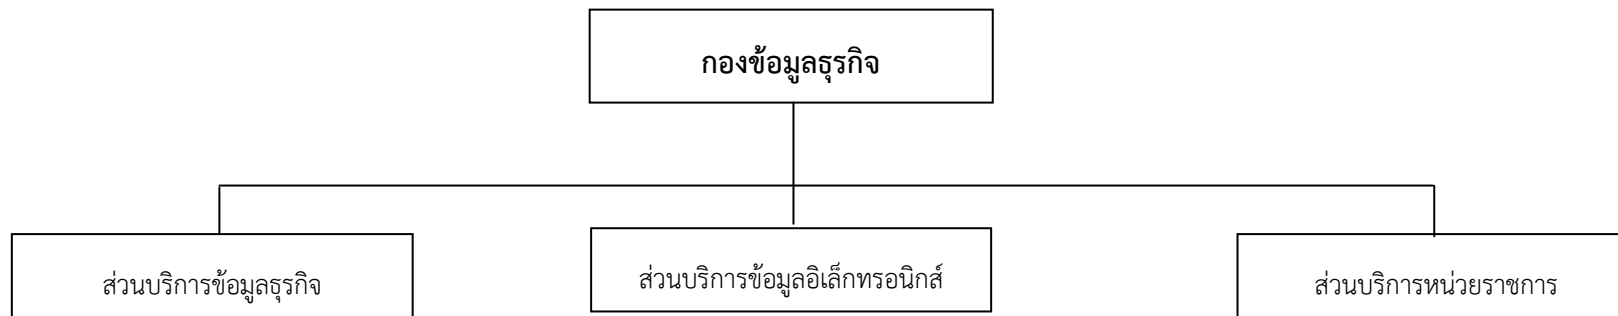 กองข้อมูลธุรกิจ
ส่วนบริการข้อมูลธุรกิจ
ส่วนบริการข้อมูลอิเล็กทรอนิกส์
ส่วนบริการหน่วยราชการ